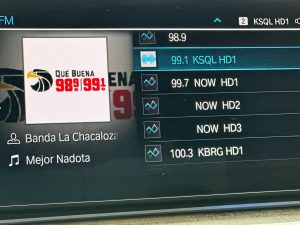 FM
2 KSQL HD1
QUÉ BUENA
98.9 99.1
Banda La Chacaloza
Mejor Nadota
98.9
99.1 KSQL HD1
99.7 NOW HD1
NOW HD2
NOW HD3
100.3 KBRG HD1